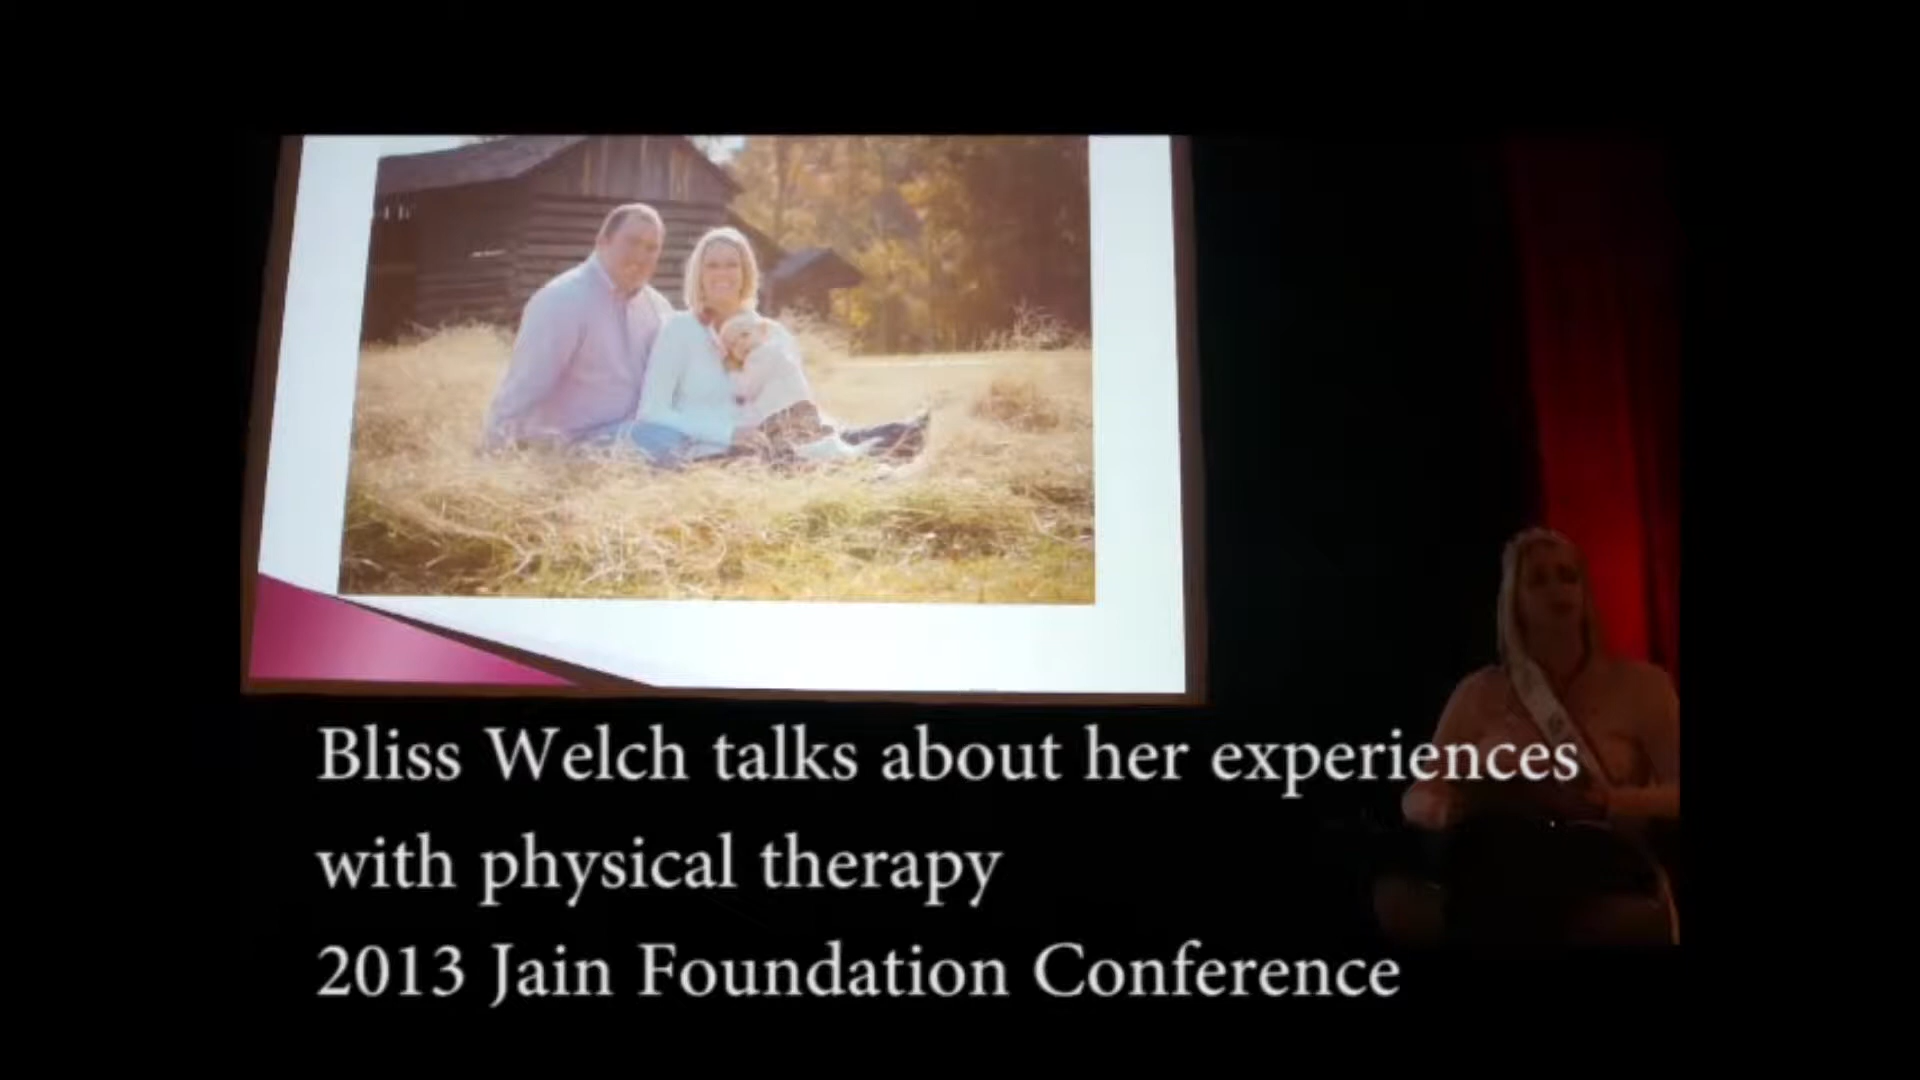 Bliss Welch talks about her experiences
with physical therapy
2013 Jain Foundation Conference